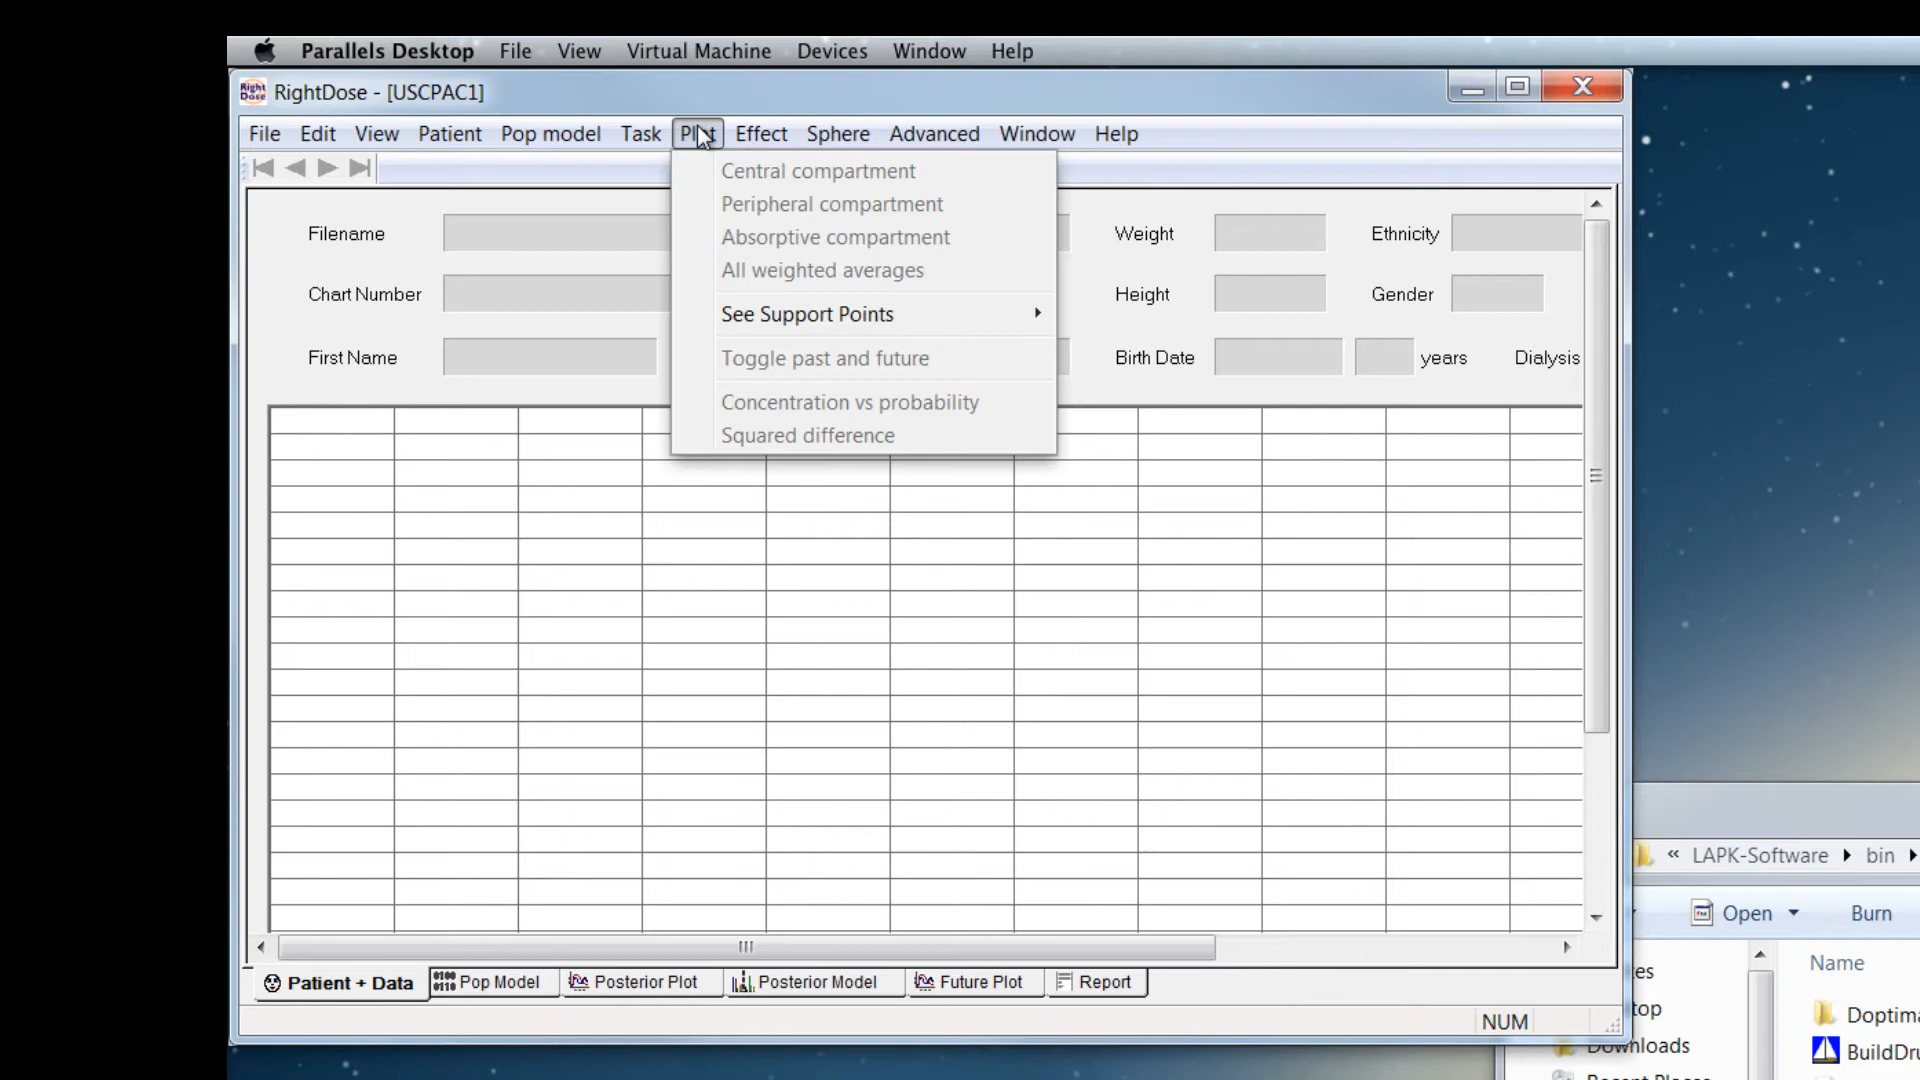 Parallels Desktop File View Virtual Machine Devices Window Help
Right Dose RightDose - [USCPAC1]
File Edit View Patient Pop model Task Plot Effect Sphere Advanced Window Help
Central compartment
Peripheral compartment
Absorptive compartment
All weighted averages
See Support Points
Toggle past and future
Concentration vs probability
Squared difference
Filename Weight Ethnicity
Chart Number Height Gender
First Name Birth Date years Dialysis
« LAPK-Software bin
Open Burn
Name
Downloads
Patient + Data Pop Model Posterior Plot Posterior Model Future Plot Report
NUM